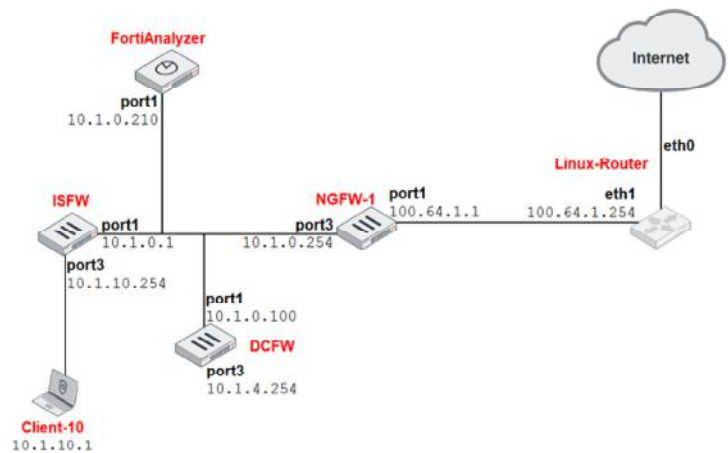 FortiAnalyzer
port1
10.1.0.210
Internet
eth0
Linux-Router
eth1
100.64.1.254
NGFW-1
port1
100.64.1.1
port3
10.1.0.254
ISFW
port1
10.1.0.1
port3
10.1.10.254
port1
10.1.0.100
DCFW
port3
10.1.4.254
Client-10
10.1.10.1